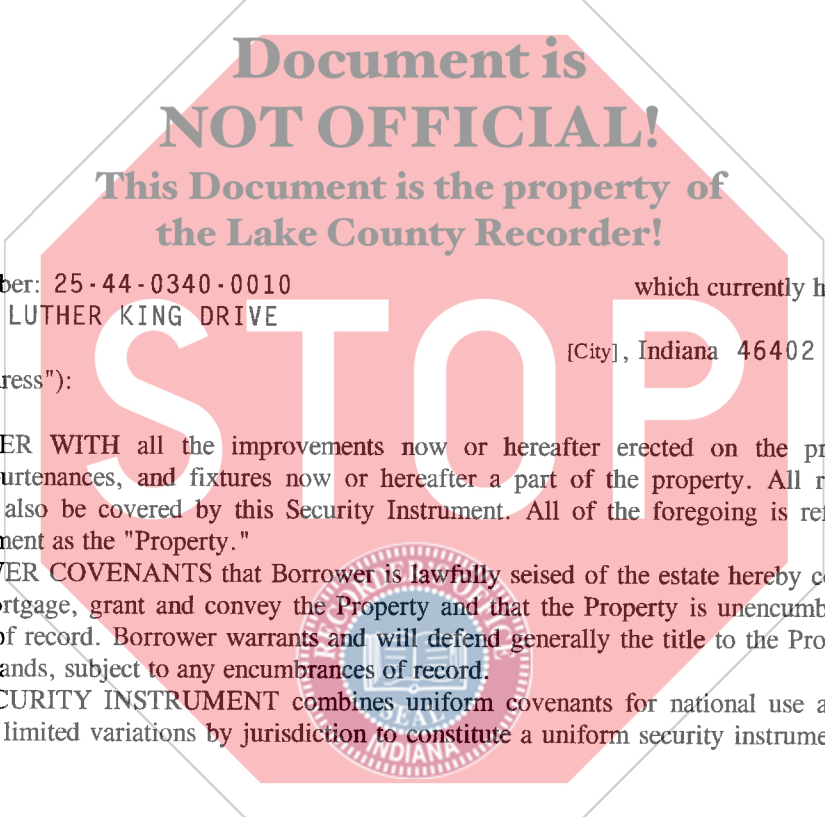 Document is
NOT OFFICIAL!
This Document is the property of
the Lake County Recorder!
ber: 25-44-0340-0010 which currently h
LUTHER KING DRIVE
[City], Indiana 46402
ress"):
STOP
ER WITH all the improvements now or hereafter erected on the pr
urtenances, and fixtures now or hereafter a part of the property. All r
also be covered by this Security Instrument. All of the foregoing is ref
ment as the "Property."
ER COVENANTS that Borrower is lawfully seised of the estate hereby c
rtgage, grant and convey the Property and that the Property is unencumb
of record. Borrower warrants and will defend generally the title to the Pro
ands, subject to any encumbrances of record.
CURITY INSTRUMENT combines uniform covenants for national use a
limited variations by jurisdiction to constitute a uniform security instrume
SEAL
INDIANA